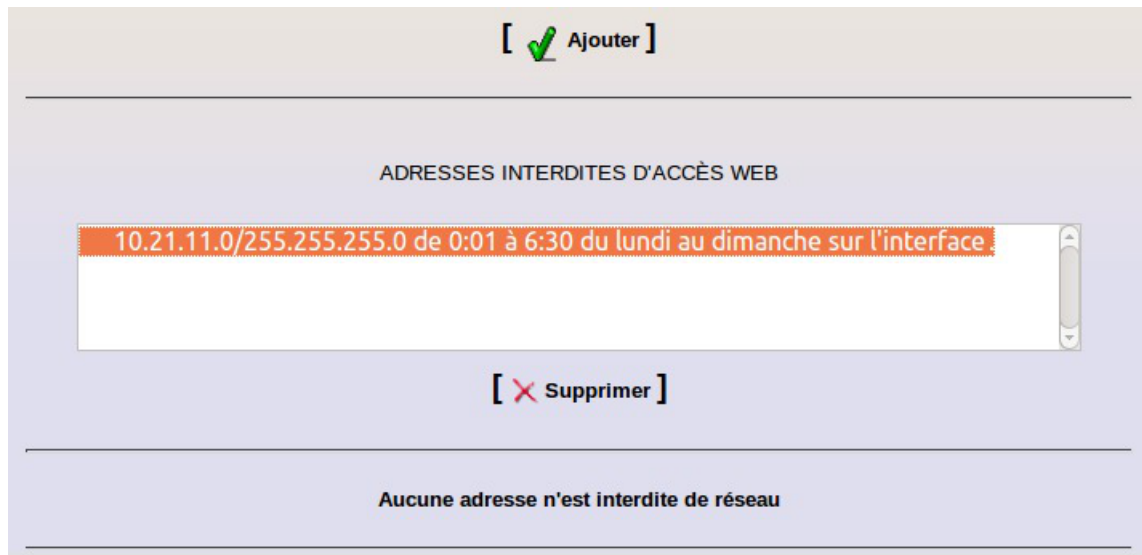 [ Ajouter ]
ADRESSES INTERDITES D'ACCÈS WEB
10.21.11.0/255.255.255.0 de 0:01 à 6:30 du lundi au dimanche sur l'interface .
[ Supprimer ]
Aucune adresse n'est interdite de réseau